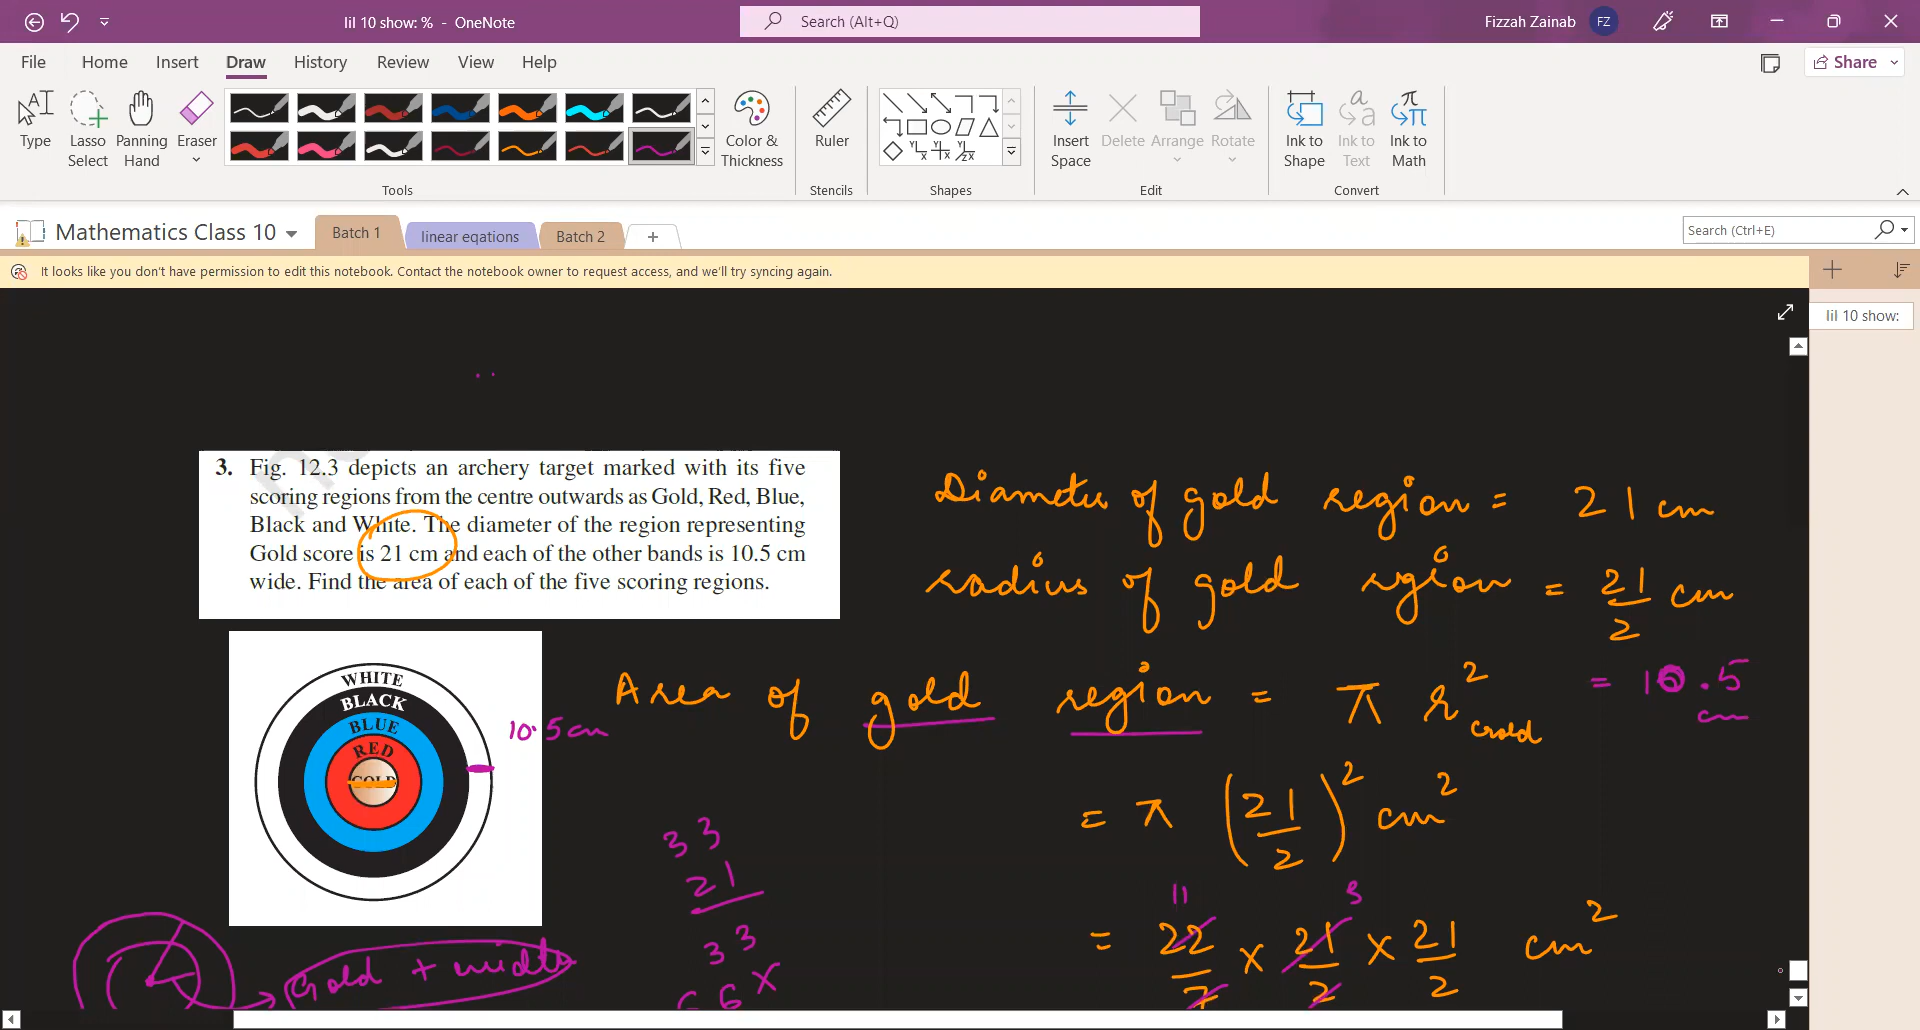 lil 10 show: % - OneNote
Search (Alt+Q)
Fizzah Zainab FZ
File Home Insert Draw History Review View Help
Share
Type
Lasso Select
Panning Hand
Eraser
Color & Thickness
Ruler
Insert Space
Delete
Arrange
Rotate
Ink to Shape
Ink to Text
Ink to Math
Tools
Stencils
Shapes
Edit
Convert
Mathematics Class 10
Batch 1
linear eqations
Batch 2
Search (Ctrl+E)
It looks like you don't have permission to edit this notebook. Contact the notebook owner to request access, and we'll try syncing again.
lil 10 show:
3. Fig. 12.3 depicts an archery target marked with its five
scoring regions from the centre outwards as Gold, Red, Blue,
Black and White. The diameter of the region representing
Gold score is 21 cm and each of the other bands is 10.5 cm
wide. Find the area of each of the five scoring regions.
WHITE
BLACK
BLUE
RED
GOLD
10.5cm
Diameter of gold region = 21 cm
radius of gold region = 21/2 cm
= 10.5 cm
Area of gold region = π r² Gold
= π (21/2)² cm²
= 22/7 × 21/2 × 21/2 cm²
11 3
33
21
33
66×
Gold + width